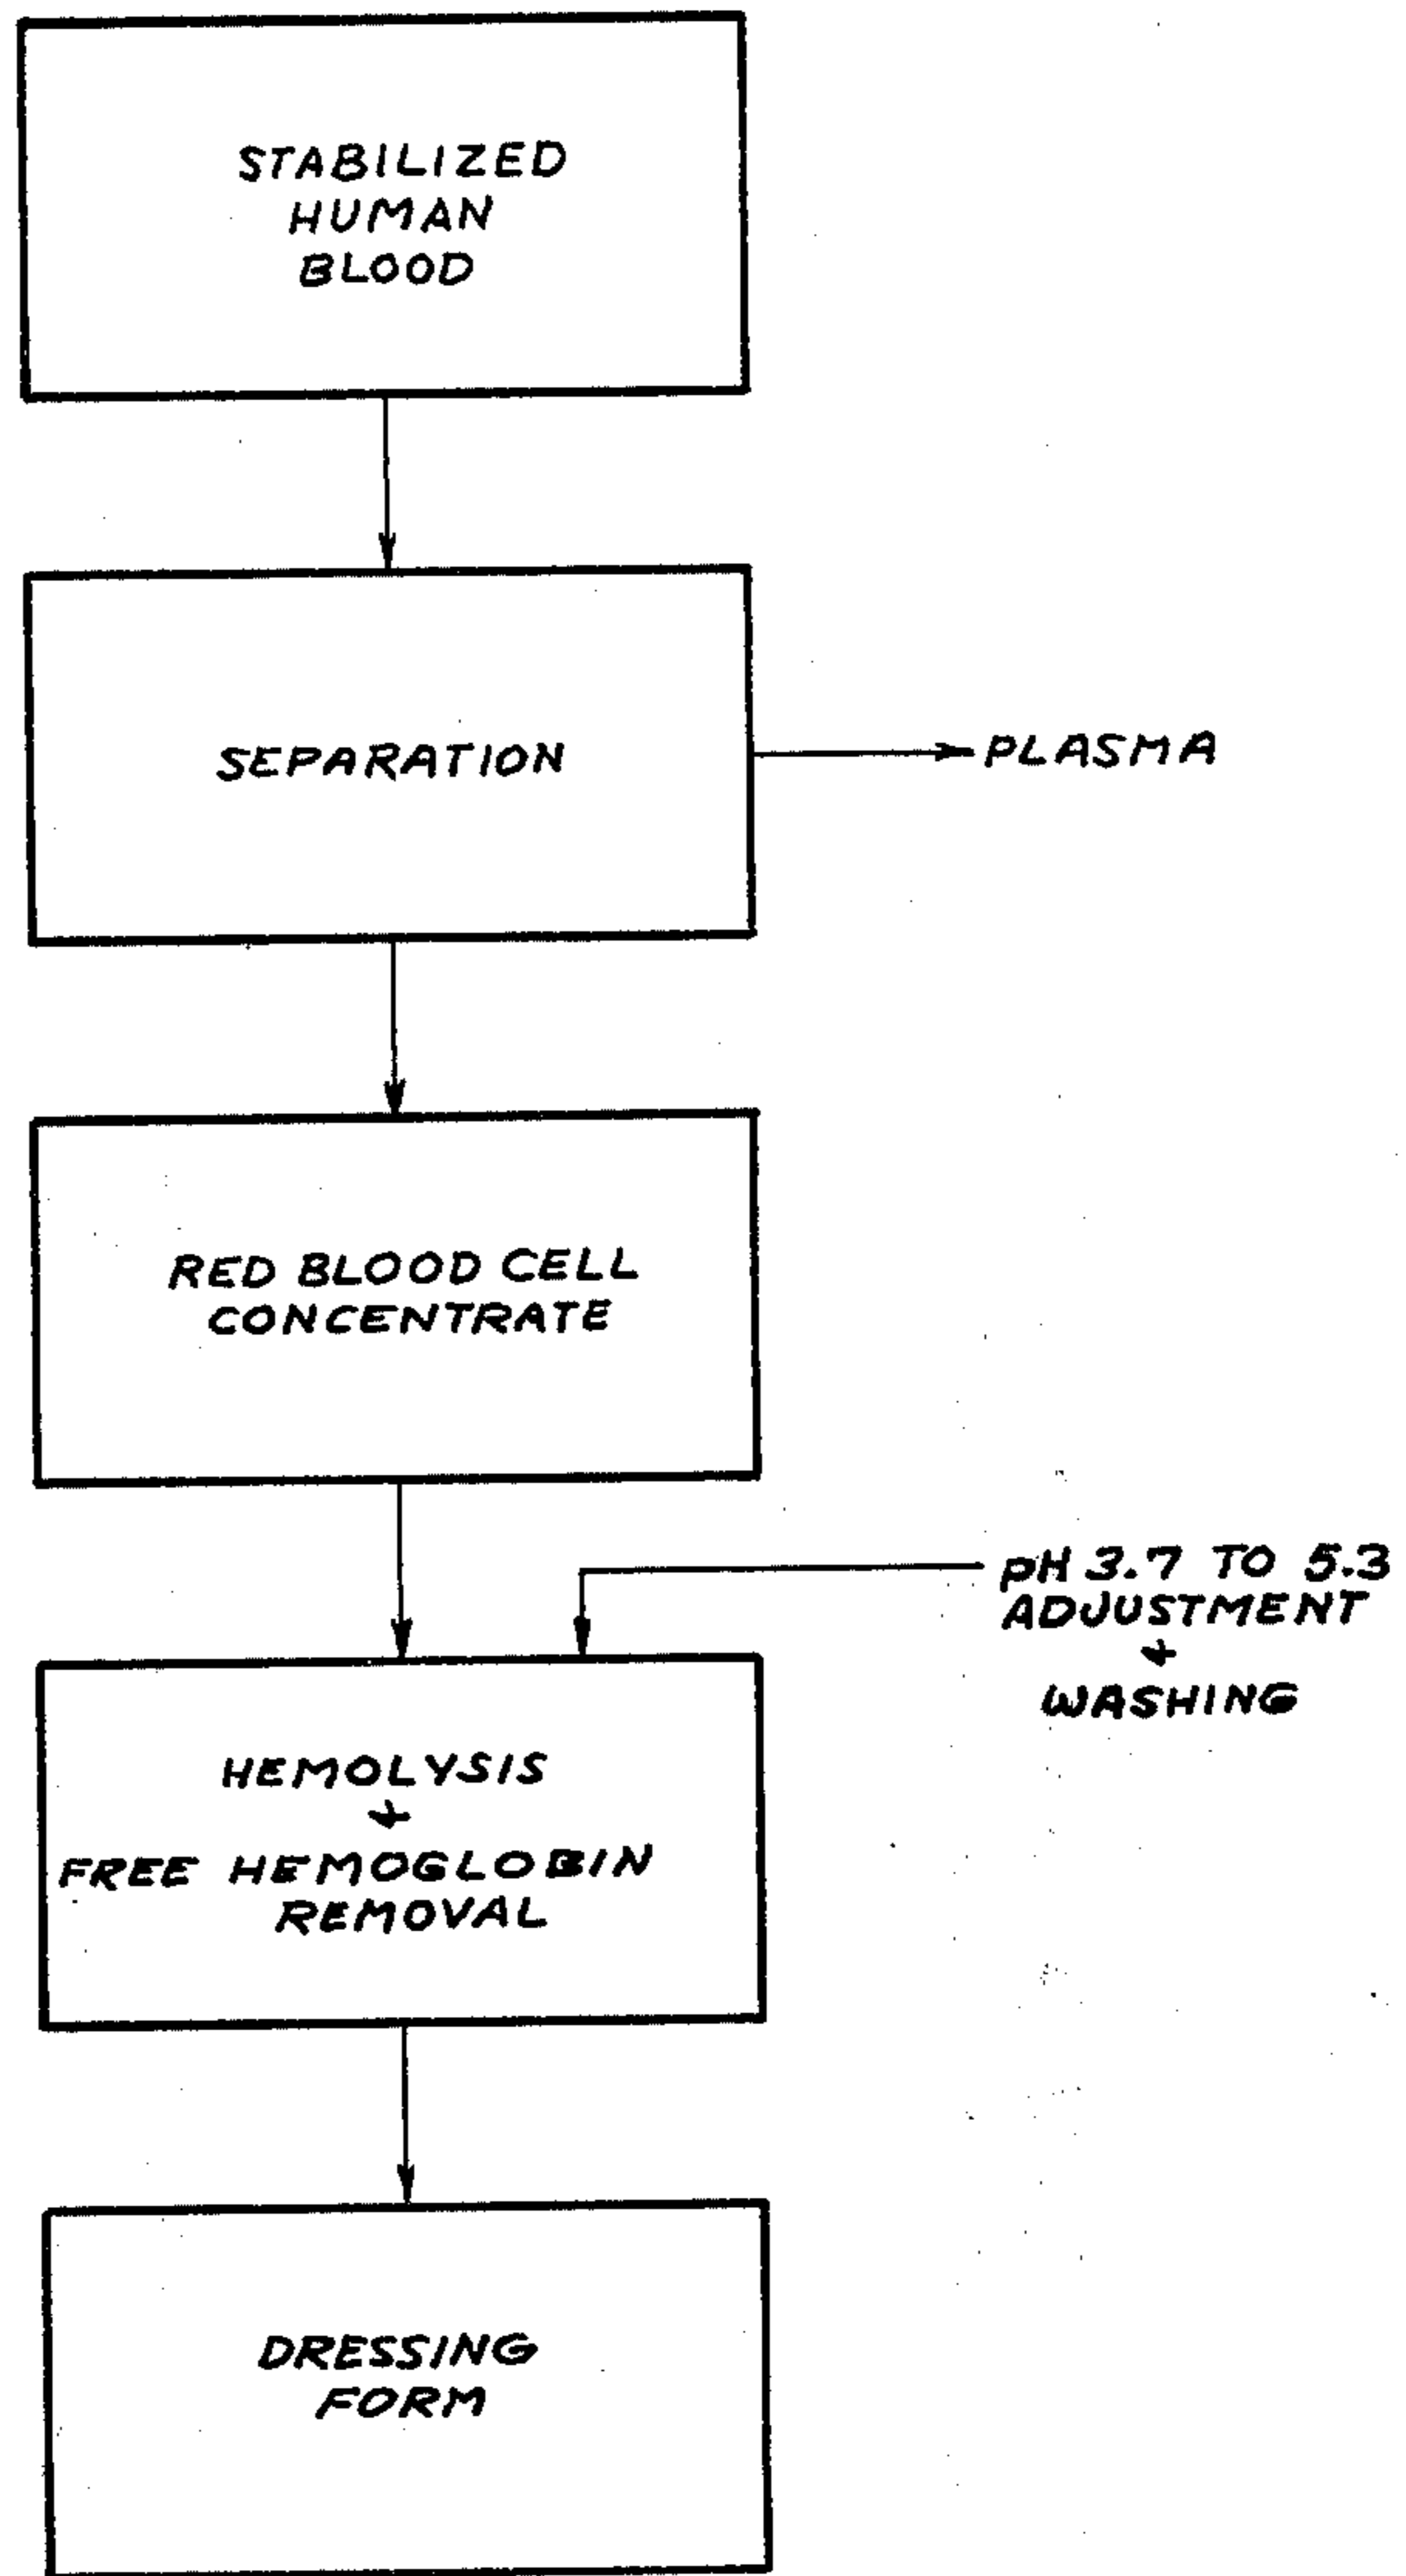 STABILIZED
HUMAN
BLOOD
SEPARATION
PLASMA
RED BLOOD CELL
CONCENTRATE
pH 3.7 TO 5.3
ADJUSTMENT
+
WASHING
HEMOLYSIS
+
FREE HEMOGLOBIN
REMOVAL
DRESSING
FORM